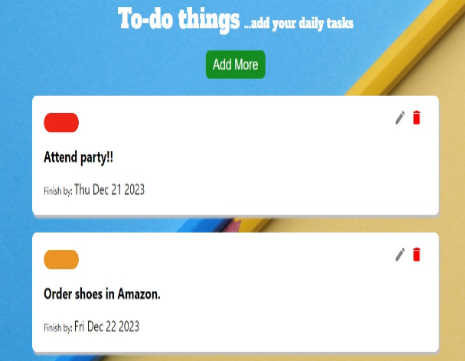 To-do things ...add your daily tasks
Add More
Attend party!!
Finish by: Thu Dec 21 2023
Order shoes in Amazon.
Finish by: Fri Dec 22 2023